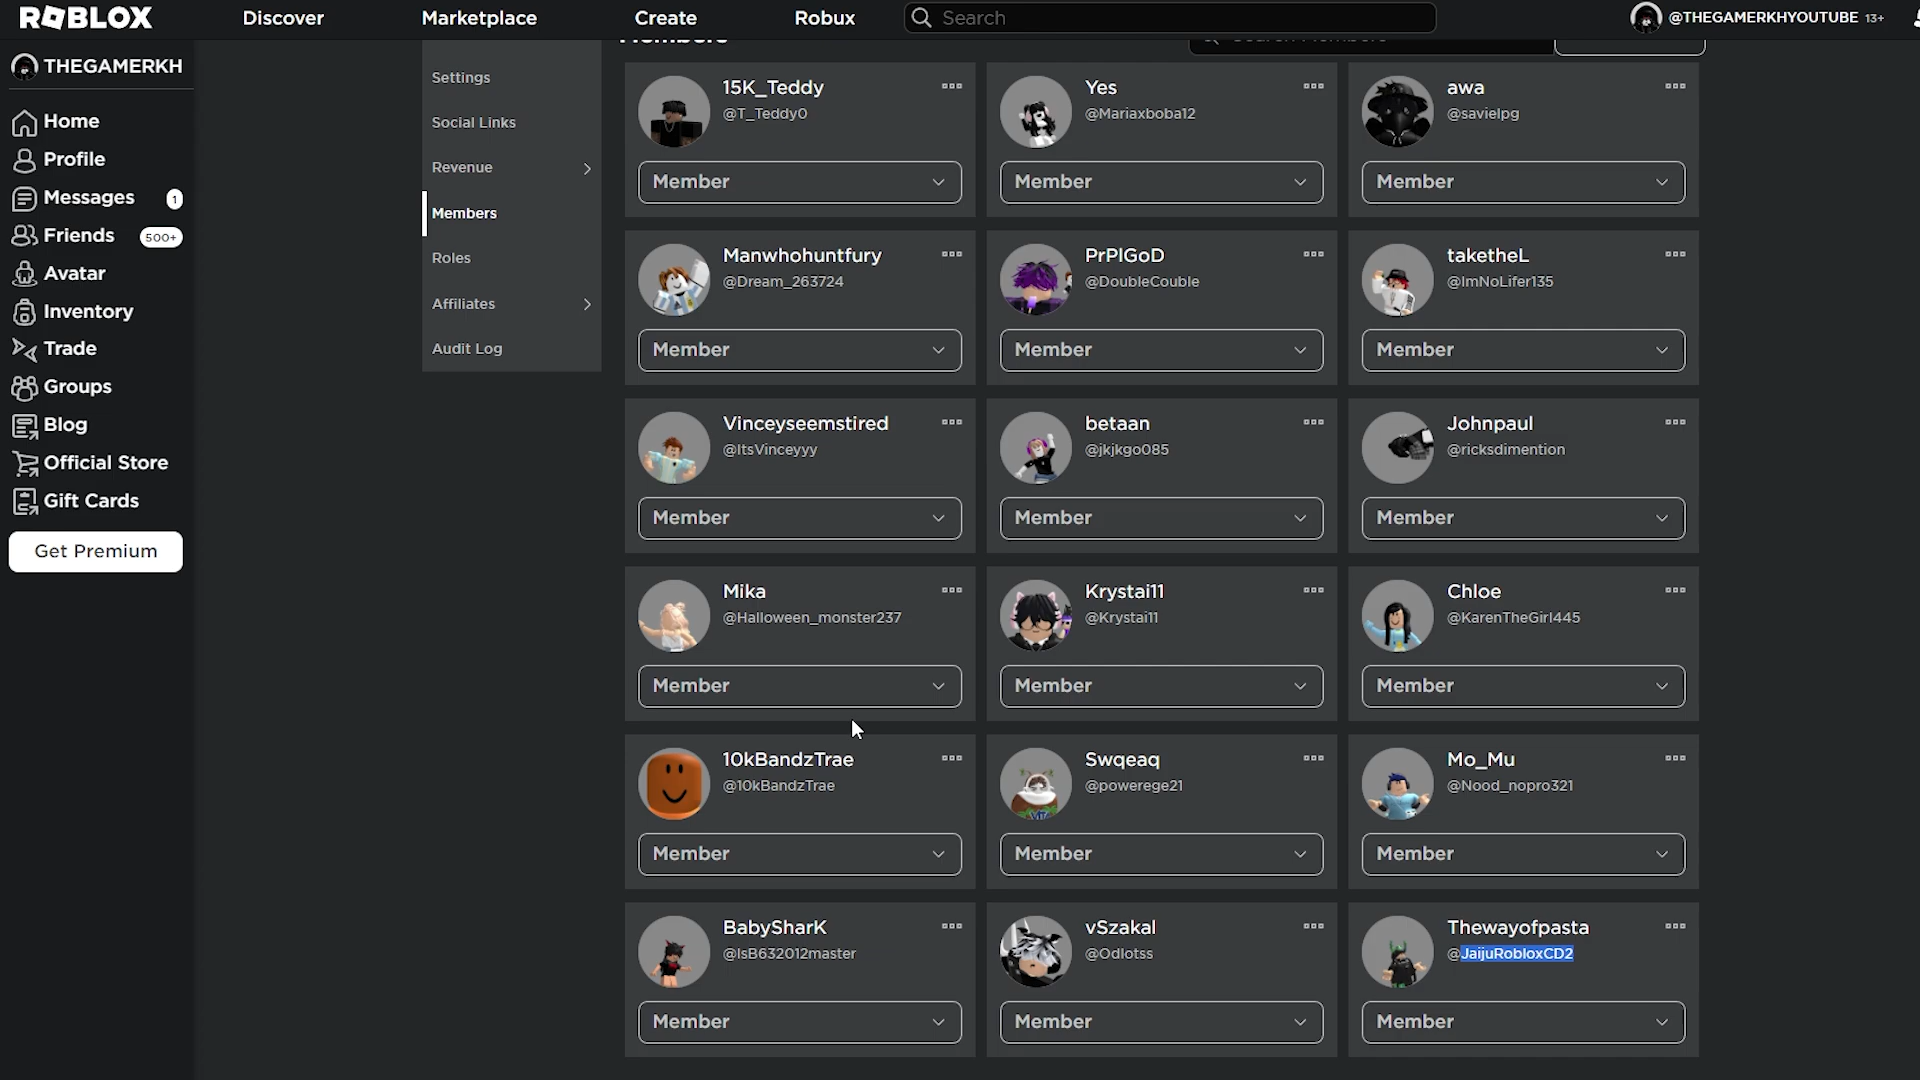 ROBLOX
Discover
Marketplace
Create
Robux
Search
@THEGAMERKHYOUTUBE 13+
THEGAMERKH
Home
Profile
Messages 1
Friends 500+
Avatar
Inventory
Trade
Groups
Blog
Official Store
Gift Cards
Get Premium
Settings
Social Links
Revenue
Members
Roles
Affiliates
Audit Log
Members
Search Members
15K_Teddy
@T_Teddy0
Member
Yes
@Mariaxboba12
Member
awa
@savielpg
Member
Manwhohuntfury
@Dream_263724
Member
PrPlGoD
@DoubleCouble
Member
taketheL
@ImNoLifer135
Member
Vinceyseemstired
@ItsVinceyyy
Member
betaan
@jkjkgo085
Member
Johnpaul
@ricksdimention
Member
Mika
@Halloween_monster237
Member
Krystai11
@Krystai11
Member
Chloe
@KarenTheGirl445
Member
10kBandzTrae
@10kBandzTrae
Member
Swqeaq
@powerege21
Member
Mo_Mu
@Nood_nopro321
Member
BabySharK
@IsB632012master
Member
vSzakal
@Odlotss
Member
Thewayofpasta
@JaijuRobloxCD2
Member